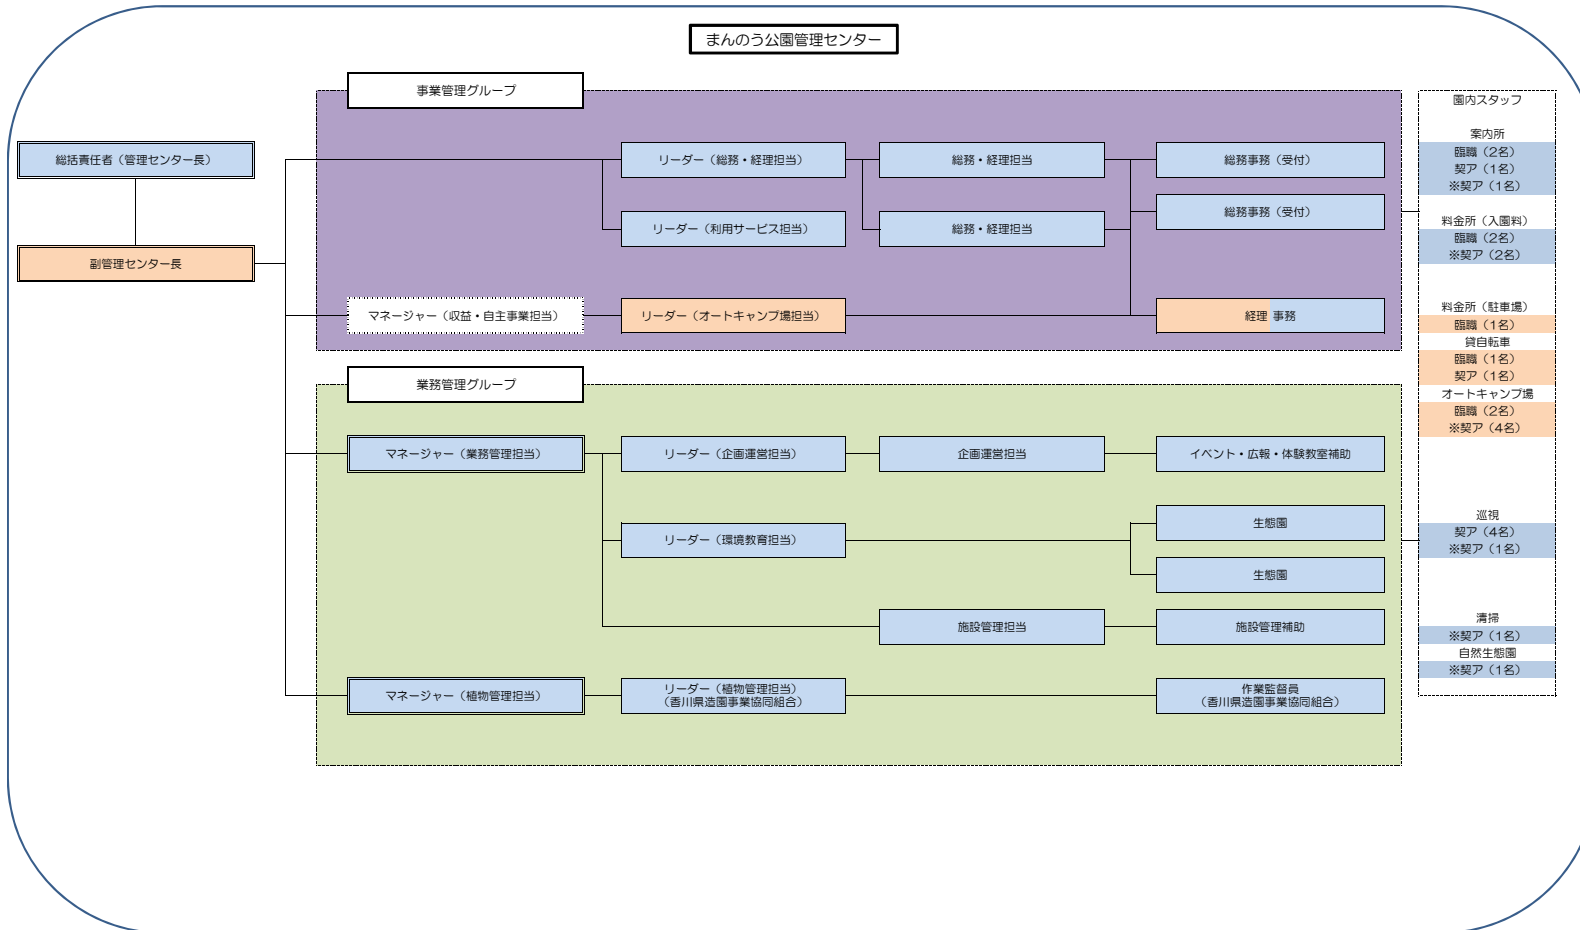 まんのう公園管理センター
総括責任者（管理センター長）
副管理センター長
事業管理グループ
リーダー（総務・経理担当）
総務・経理担当
総務事務（受付）
総務事務（受付）
リーダー（利用サービス担当）
総務・経理担当
マネージャー（収益・自主事業担当）
リーダー（オートキャンプ場担当）
経理 事務
業務管理グループ
マネージャー（業務管理担当）
リーダー（企画運営担当）
企画運営担当
イベント・広報・体験教室補助
リーダー（環境教育担当）
生態園
生態園
施設管理担当
施設管理補助
マネージャー（植物管理担当）
リーダー（植物管理担当）
（香川県造園事業協同組合）
作業監督員
（香川県造園事業協同組合）
園内スタッフ
案内所
臨職（2名）
契ア（1名）
※契ア（1名）
料金所（入園料）
臨職（2名）
※契ア（2名）
料金所（駐車場）
臨職（1名）
貸自転車
臨職（1名）
契ア（1名）
オートキャンプ場
臨職（2名）
※契ア（4名）
巡視
契ア（4名）
※契ア（1名）
清掃
※契ア（1名）
自然生態園
※契ア（1名）